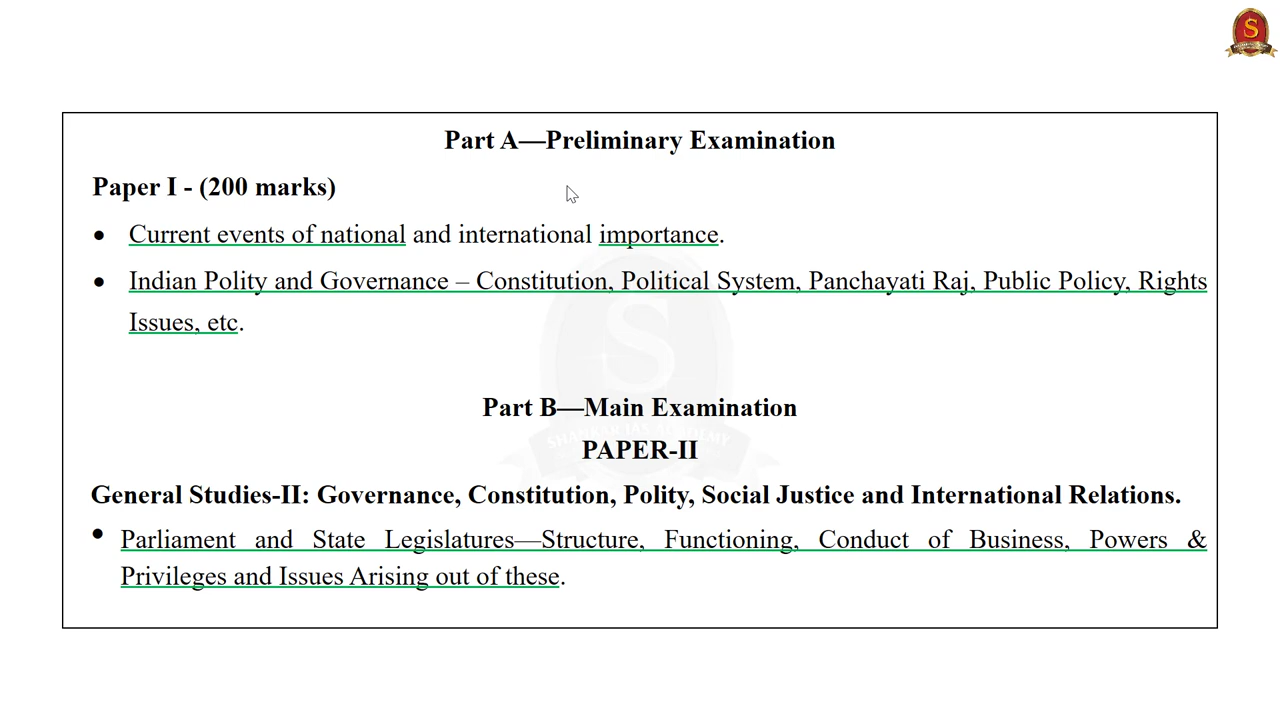 S
Part A—Preliminary Examination
Paper I - (200 marks)
• Current events of national and international importance.
• Indian Polity and Governance – Constitution, Political System, Panchayati Raj, Public Policy, Rights
Issues, etc.
S
Part B—Main Examination
SHANKAR IAS ACADEMY
PAPER-II
General Studies-II: Governance, Constitution, Polity, Social Justice and International Relations.
• Parliament and State Legislatures—Structure, Functioning, Conduct of Business, Powers &
Privileges and Issues Arising out of these.